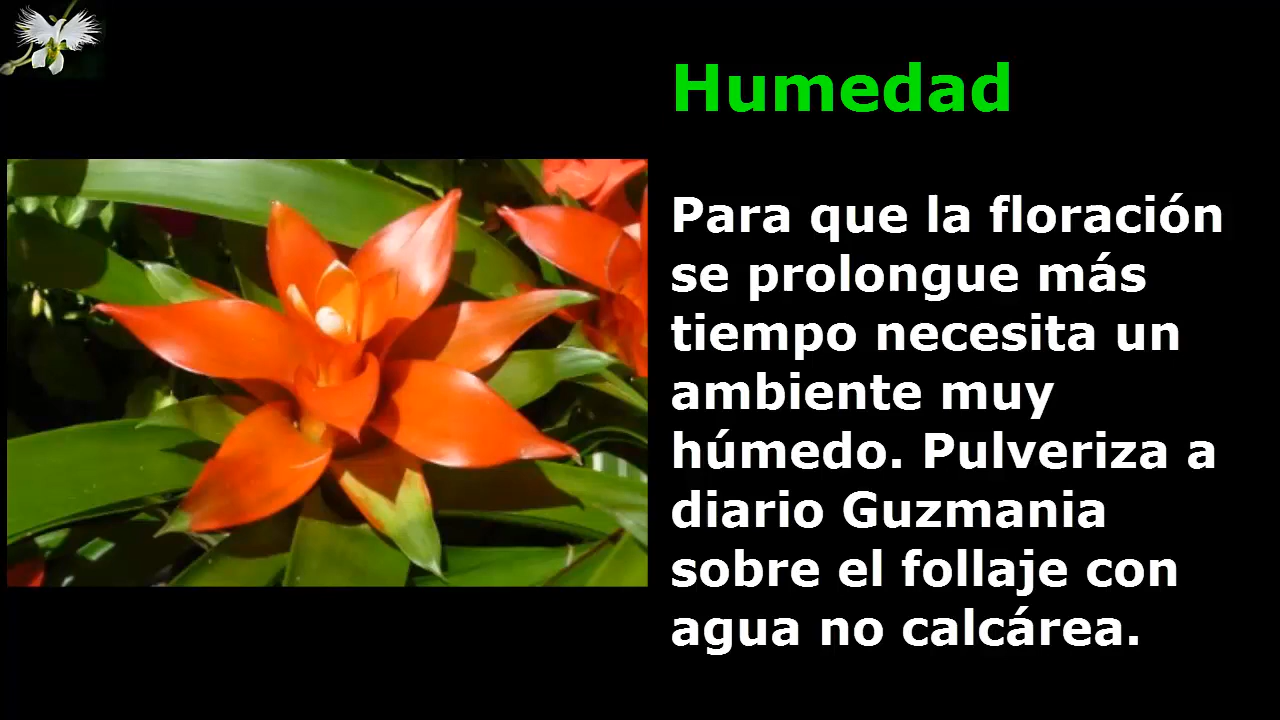 Humedad
Para que la floración
se prolongue más
tiempo necesita un
ambiente muy
húmedo. Pulveriza a
diario Guzmania
sobre el follaje con
agua no calcárea.